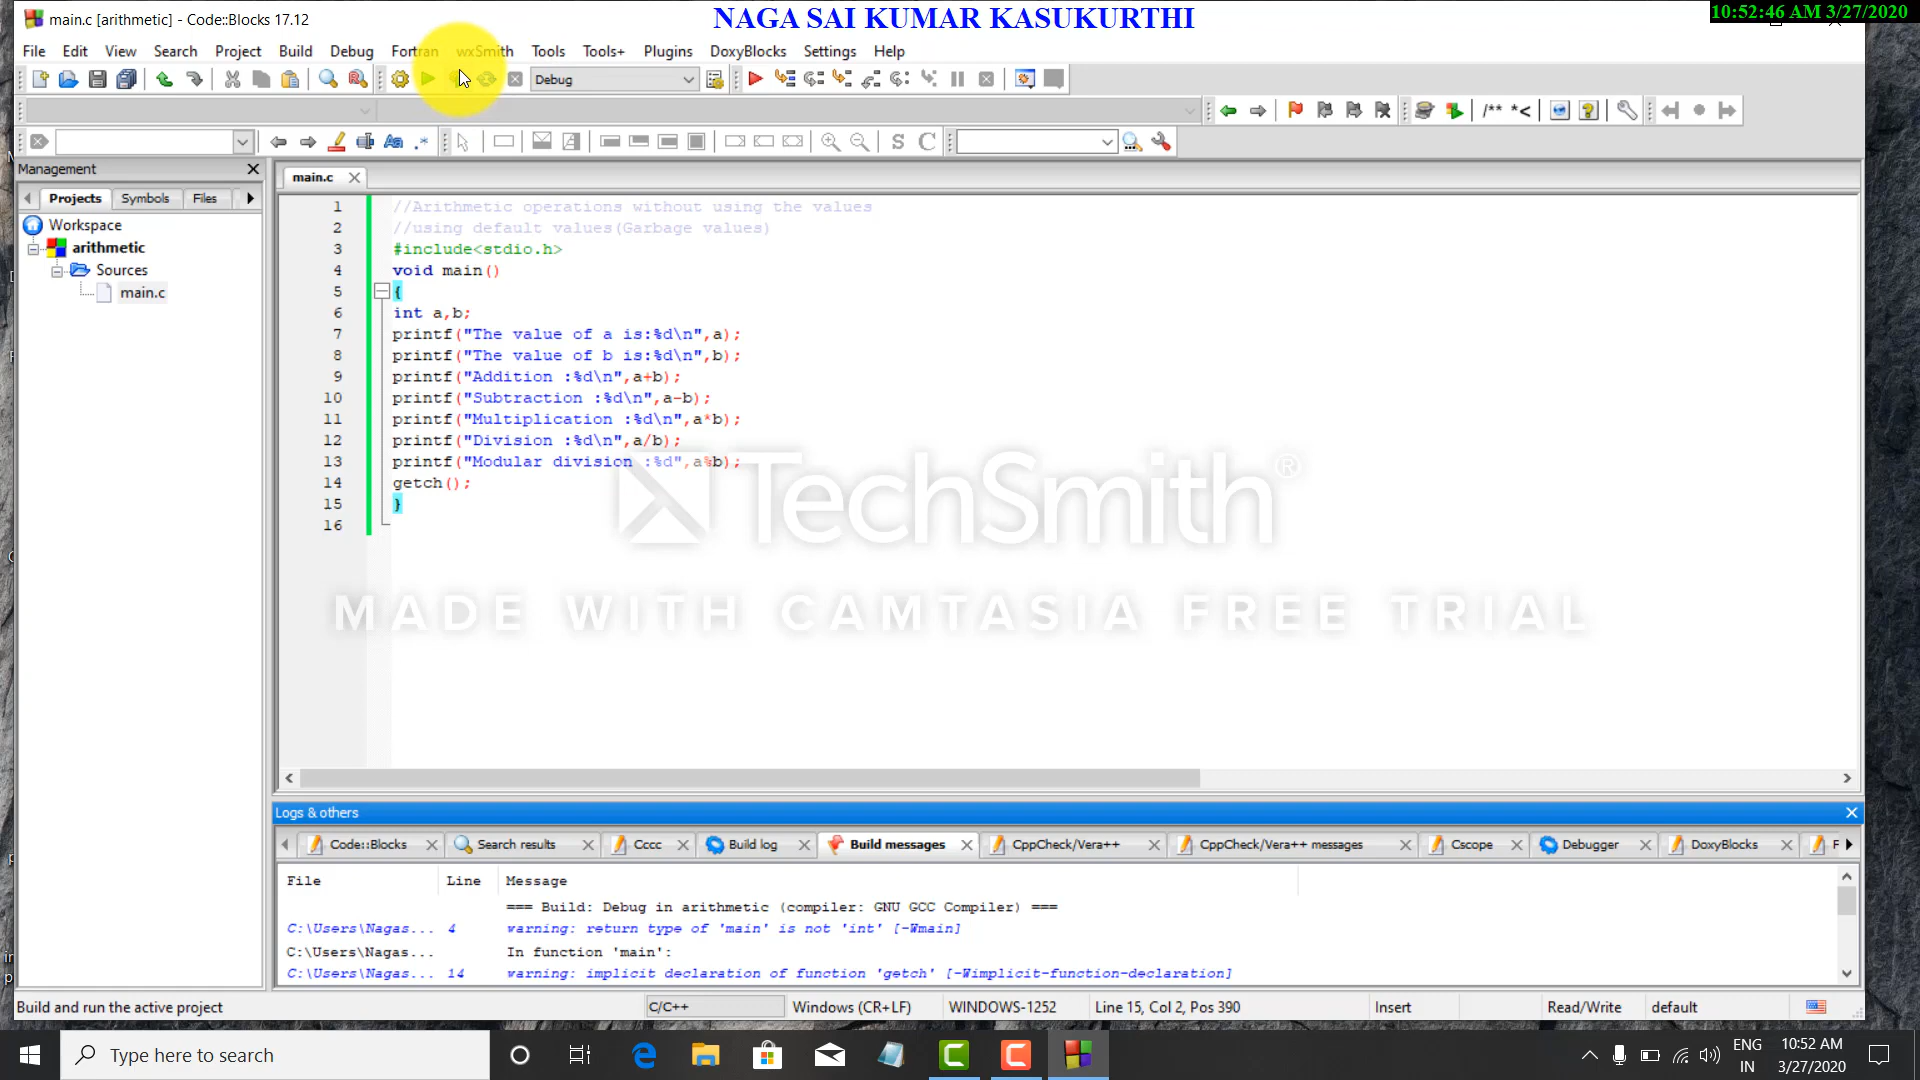 main.c [arithmetic] - Code::Blocks 17.12
NAGA SAI KUMAR KASUKURTHI
10:52:46 AM 3/27/2020
File Edit View Search Project Build Debug Fortran wxSmith Tools Tools+ Plugins DoxyBlocks Settings Help
Debug
/** *<
S C
Management
main.c
Projects Symbols Files
Workspace
arithmetic
Sources
main.c
1 //Arithmetic operations without using the values
2 //using default values(Garbage values)
3 #include<stdio.h>
4 void main()
5 {
6 int a,b;
7 printf("The value of a is:%d\n",a);
8 printf("The value of b is:%d\n",b);
9 printf("Addition :%d\n",a+b);
10 printf("Subtraction :%d\n",a-b);
11 printf("Multiplication :%d\n",a*b);
12 printf("Division :%d\n",a/b);
13 printf("Modular division :%d",a%b);
14 getch();
15 }
16
TechSmith®
MADE WITH CAMTASIA FREE TRIAL
Logs & others
Code::Blocks Search results Cccc Build log Build messages CppCheck/Vera++ CppCheck/Vera++ messages Cscope Debugger DoxyBlocks F
File Line Message
=== Build: Debug in arithmetic (compiler: GNU GCC Compiler) ===
C:\Users\Nagas... 4 warning: return type of 'main' is not 'int' [-Wmain]
C:\Users\Nagas... In function 'main':
C:\Users\Nagas... 14 warning: implicit declaration of function 'getch' [-Wimplicit-function-declaration]
Build and run the active project C/C++ Windows (CR+LF) WINDOWS-1252 Line 15, Col 2, Pos 390 Insert Read/Write default
Type here to search
ENG
IN
10:52 AM
3/27/2020